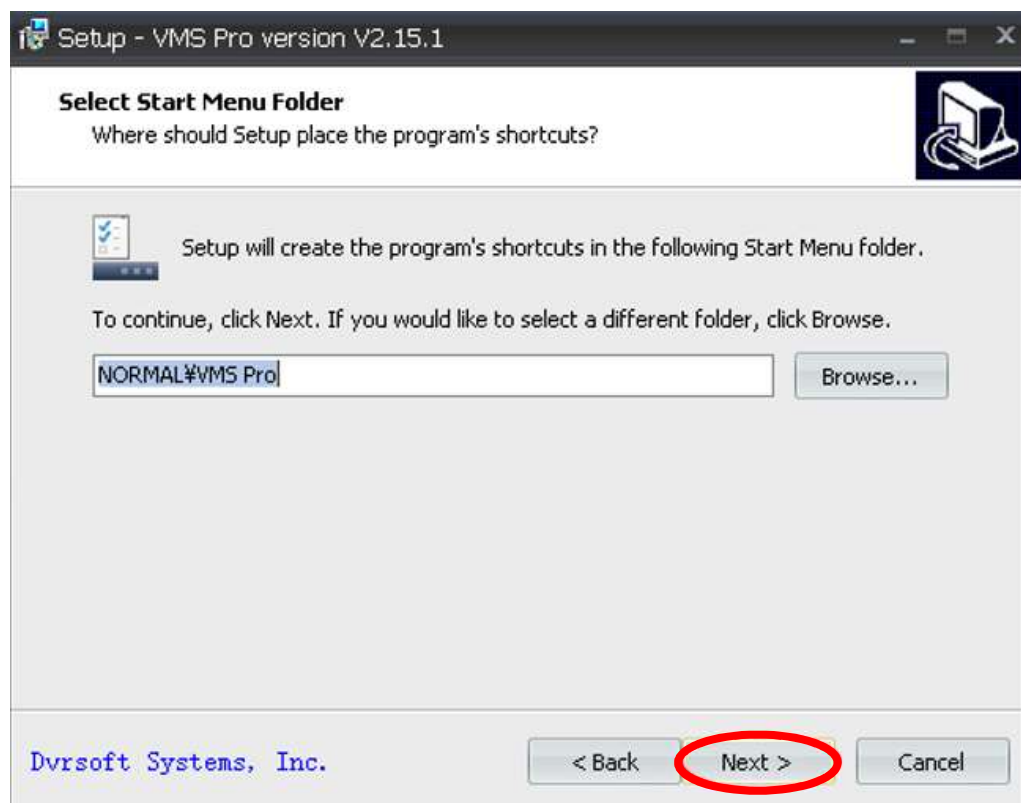 Setup - VMS Pro version V2.15.1
Select Start Menu Folder
Where should Setup place the program's shortcuts?
Setup will create the program's shortcuts in the following Start Menu folder.
To continue, click Next. If you would like to select a different folder, click Browse.
NORMAL¥VMS Pro
Browse...
Dvrsoft Systems, Inc.
< Back
Next >
Cancel